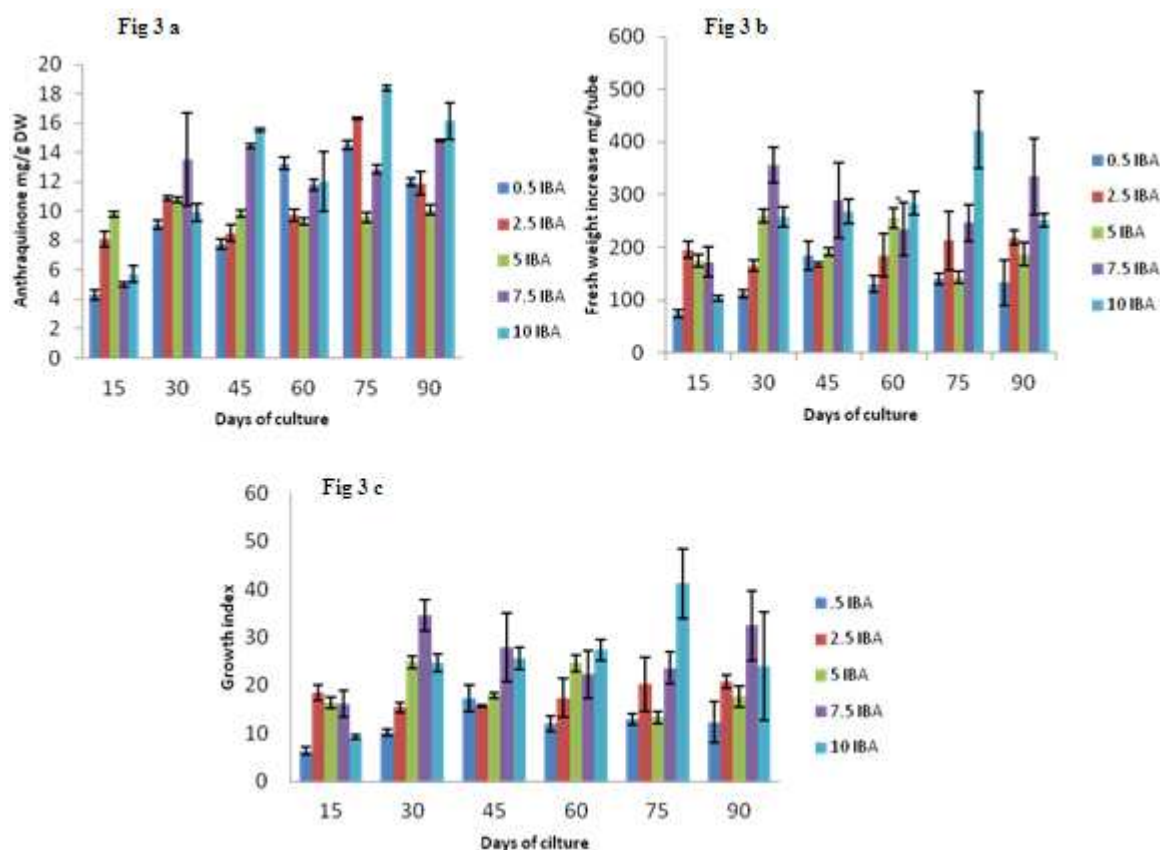 Fig 3 a
20
18
16
14
12
10
8
6
4
2
0
Anthraquinone mg/g DW
15 30 45 60 75 90
Days of culture
0.5 IBA
2.5 IBA
5 IBA
7.5 IBA
10 IBA
Fig 3 b
600
500
400
300
200
100
0
Fresh weight increase mg/tube
15 30 45 60 75 90
Days of culture
0.5 IBA
2.5 IBA
5 IBA
7.5 IBA
10 IBA
Fig 3 c
60
50
40
30
20
10
0
Growth index
15 30 45 60 75 90
Days of cilture
.5 IBA
2.5 IBA
5 IBA
7.5 IBA
10 IBA